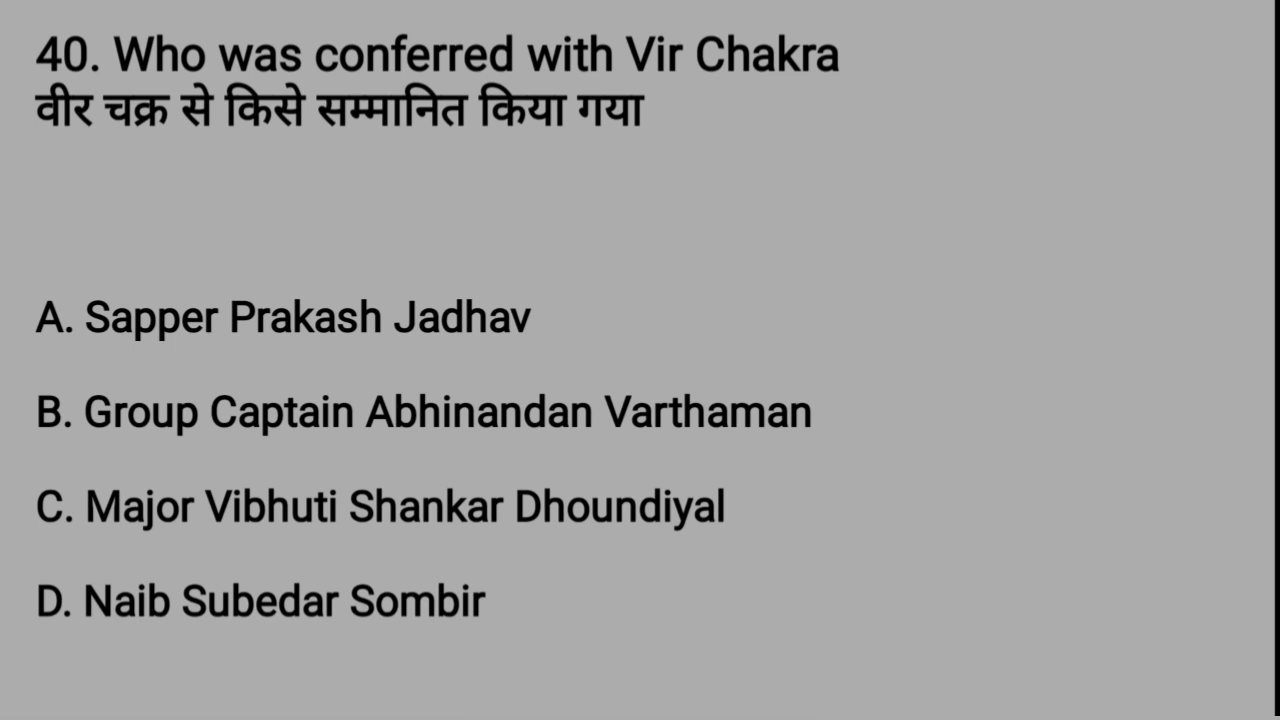 40. Who was conferred with Vir Chakra
वीर चक्र से किसे सम्मानित किया गया
A. Sapper Prakash Jadhav
B. Group Captain Abhinandan Varthaman
C. Major Vibhuti Shankar Dhoundiyal
D. Naib Subedar Sombir